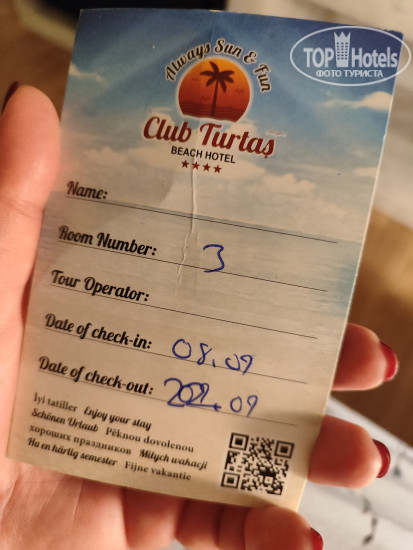 TOP Hotels
ФОТО ТУРИСТА
Always Sun & Fun
Club Turtaş
BEACH HOTEL
Name:
Room Number: 3
Tour Operator:
Date of check-in: 08.09
Date of check-out: .09
İyi tatiller Enjoy your stay
Schönen Urlaub Pěknou dovolenou
хороших праздников Miłych wakacji
Ha en härlig semester Fijne vakantie